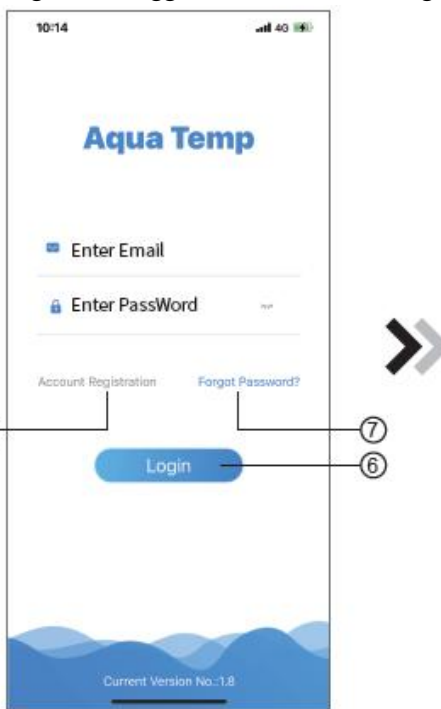 10:14 4G
Aqua Temp
Enter Email
Enter PassWord
Account Registration Forgot Password?
⑦
Login ⑥
Current Version No.:1.8